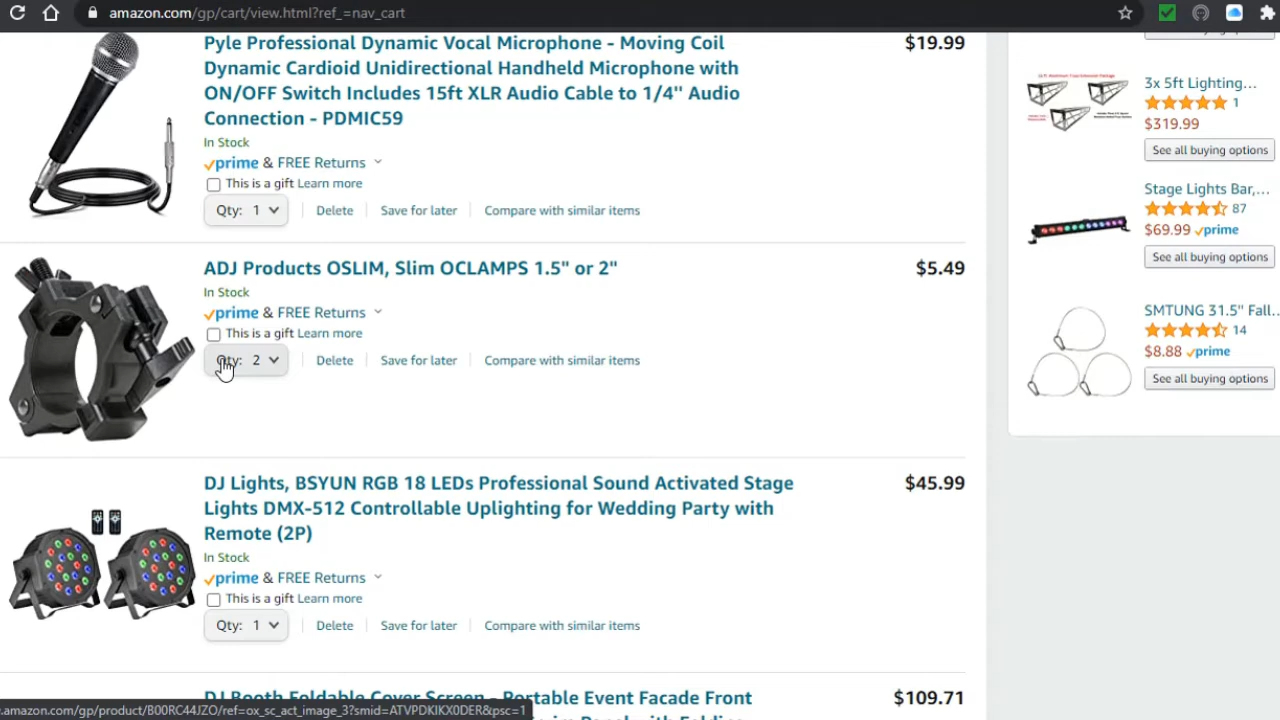 amazon.com/gp/cart/view.html?ref_=nav_cart
Pyle Professional Dynamic Vocal Microphone - Moving Coil
Dynamic Cardioid Unidirectional Handheld Microphone with
ON/OFF Switch Includes 15ft XLR Audio Cable to 1/4'' Audio
Connection - PDMIC59
$19.99
In Stock
prime & FREE Returns
This is a gift Learn more
Qty: 1
Delete
Save for later
Compare with similar items
ADJ Products OSLIM, Slim OCLAMPS 1.5" or 2"
$5.49
In Stock
prime & FREE Returns
This is a gift Learn more
Qty: 2
Delete
Save for later
Compare with similar items
DJ Lights, BSYUN RGB 18 LEDs Professional Sound Activated Stage
Lights DMX-512 Controllable Uplighting for Wedding Party with
Remote (2P)
$45.99
In Stock
prime & FREE Returns
This is a gift Learn more
Qty: 1
Delete
Save for later
Compare with similar items
DJ Booth Foldable Cover Screen - Portable Event Facade Front
$109.71
.amazon.com/gp/product/B00RC44JZO/ref=ox_sc_act_image_3?smid=ATVPDKIKX0DER&psc=1
3x 5ft Lighting...
1
$319.99
See all buying options
Stage Lights Bar,...
87
$69.99 prime
See all buying options
SMTUNG 31.5" Fall...
14
$8.88 prime
See all buying options